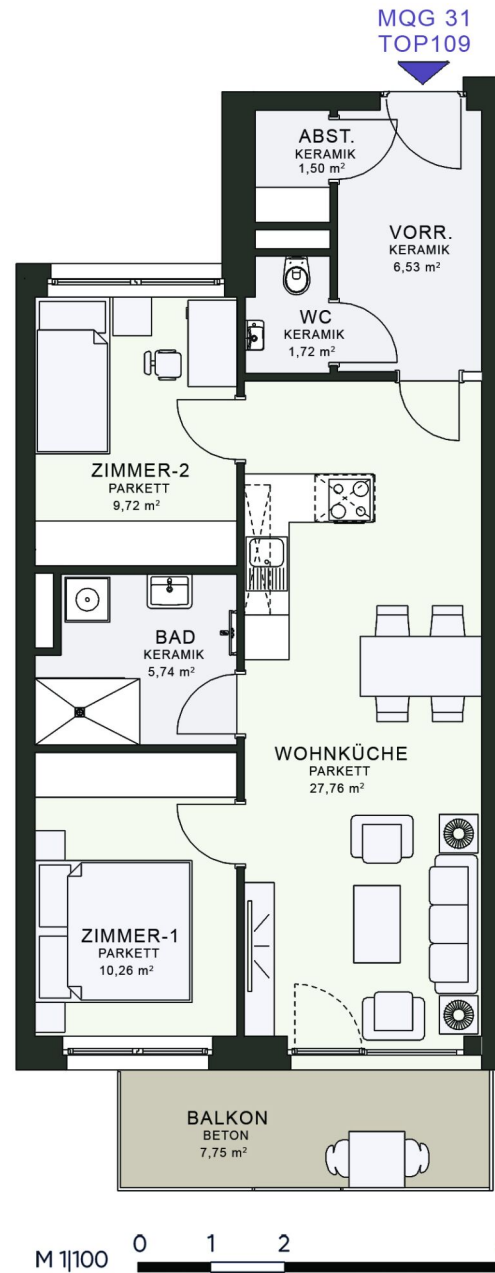 MQG 31
TOP109
ABST.
KERAMIK
1,50 m²
VORR.
KERAMIK
6,53 m²
WC
KERAMIK
1,72 m²
ZIMMER-2
PARKETT
9,72 m²
BAD
KERAMIK
5,74 m²
WOHNKÜCHE
PARKETT
27,76 m²
ZIMMER-1
PARKETT
10,26 m²
BALKON
BETON
7,75 m²
M 1|100 0 1 2